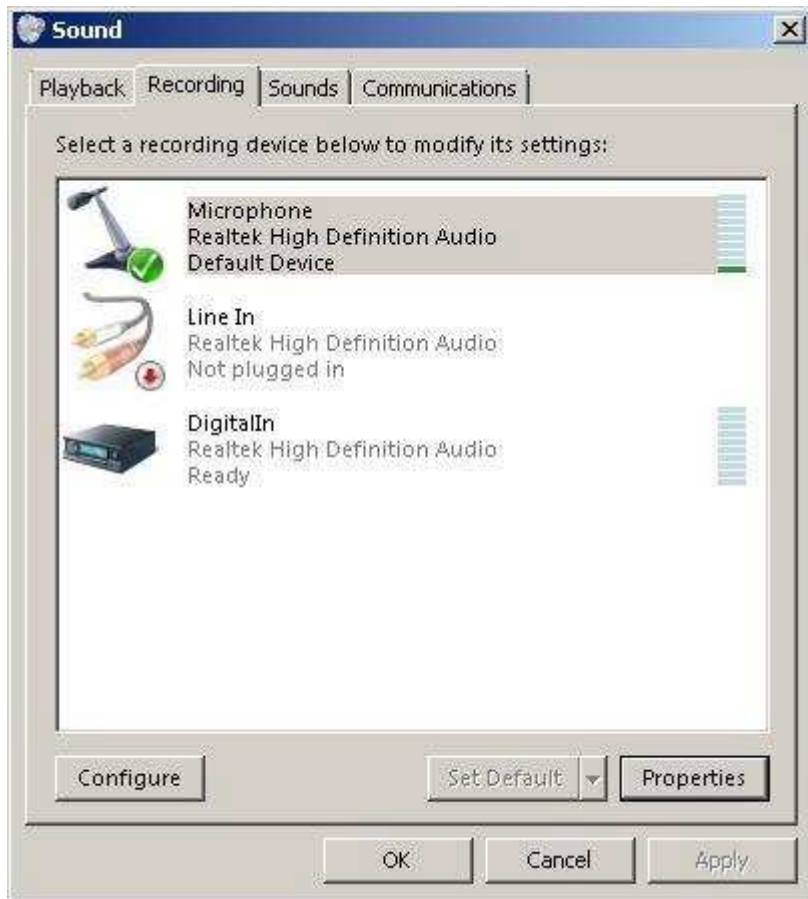 Sound
Playback Recording Sounds Communications
Select a recording device below to modify its settings:
Microphone
Realtek High Definition Audio
Default Device
Line In
Realtek High Definition Audio
Not plugged in
DigitalIn
Realtek High Definition Audio
Ready
Configure Set Default Properties
OK Cancel Apply